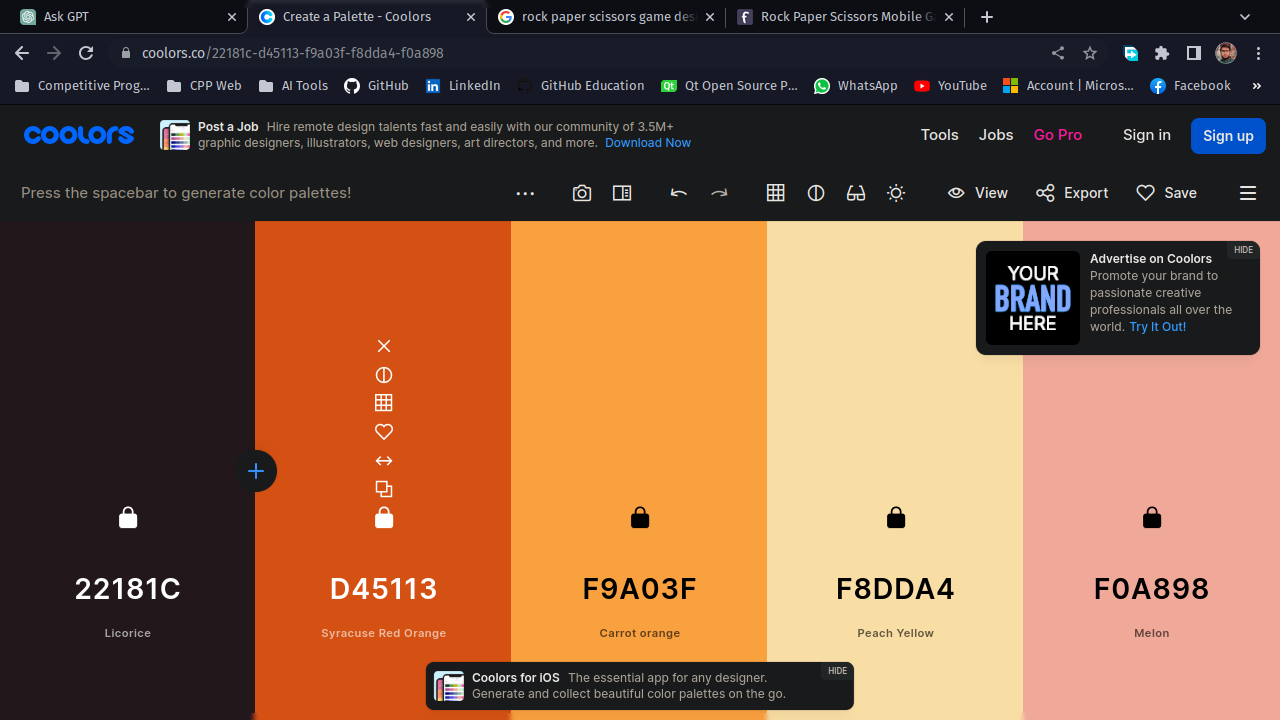 Ask GPT
Create a Palette - Coolors
rock paper scissors game des
Rock Paper Scissors Mobile G
coolors.co/22181c-d45113-f9a03f-f8dda4-f0a898
Competitive Prog...
CPP Web
AI Tools
GitHub
LinkedIn
GitHub Education
Qt Open Source P...
WhatsApp
YouTube
Account | Micros...
Facebook
»
coolors
Post a Job Hire remote design talents fast and easily with our community of 3.5M+
graphic designers, illustrators, web designers, art directors, and more. Download Now
Tools
Jobs
Go Pro
Sign in
Sign up
Press the spacebar to generate color palettes!
View
Export
Save
HIDE
YOUR
BRAND
HERE
Advertise on Coolors
Promote your brand to
passionate creative
professionals all over the
world. Try It Out!
22181C
Licorice
D45113
Syracuse Red Orange
F9A03F
Carrot orange
F8DDA4
Peach Yellow
F0A898
Melon
Coolors for iOS The essential app for any designer.
Generate and collect beautiful color palettes on the go.
HIDE